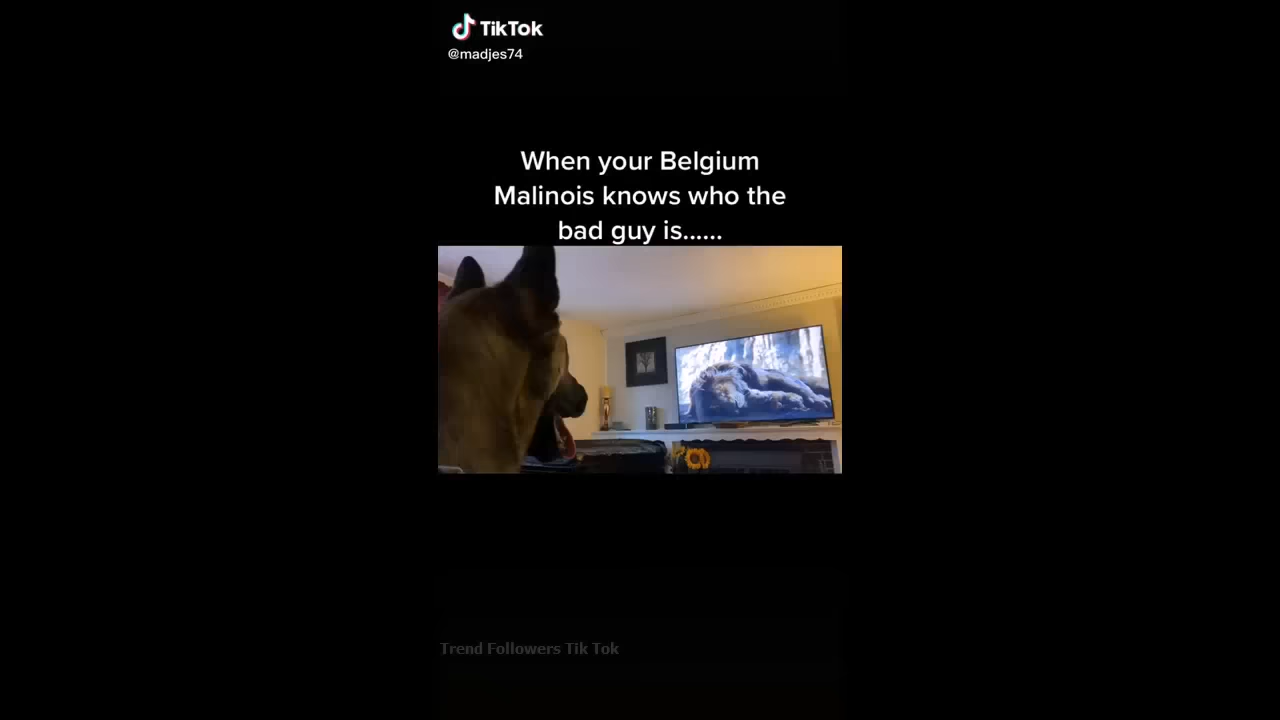 TikTok
@madjes74
When your Belgium
Malinois knows who the
bad guy is......
Trend Followers Tik Tok